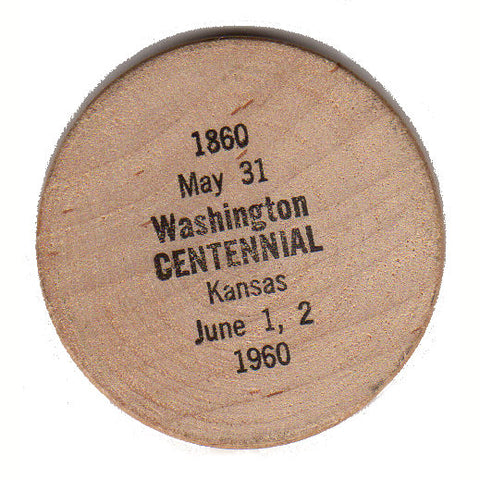 1860
May 31
Washington
CENTENNIAL
Kansas
June 1, 2
1960